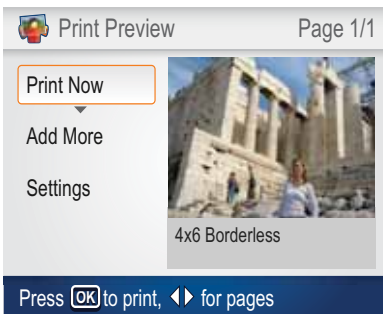 Print Preview
Page 1/1
Print Now
Add More
Settings
4x6 Borderless
Press OK to print, for pages